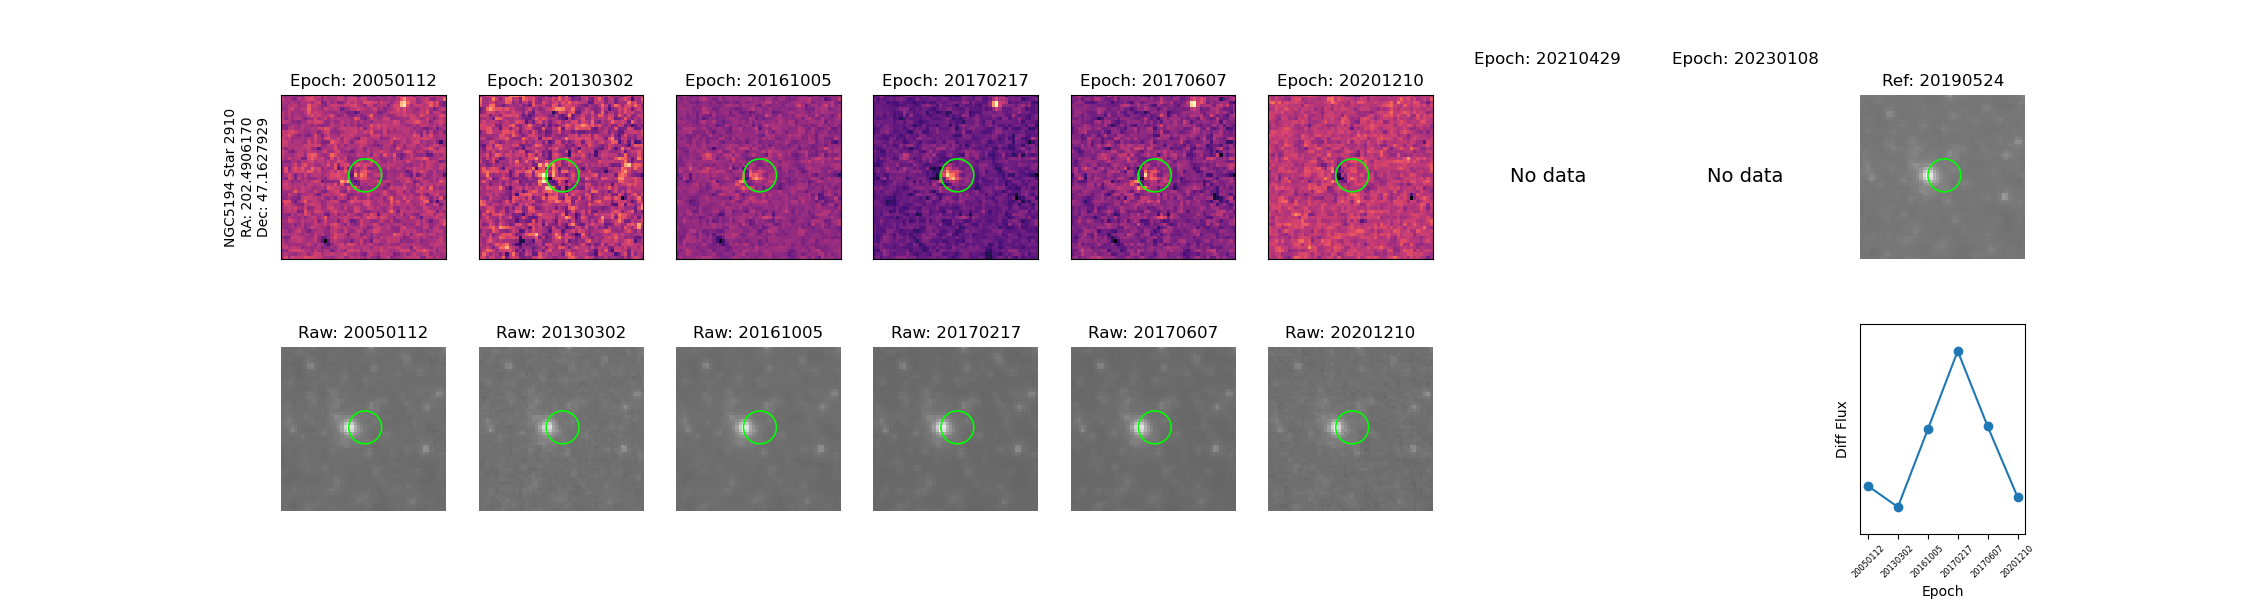 NGC5194 Star 2910
RA: 202.4906170
Dec: 47.1627929
Epoch: 20050112
Epoch: 20130302
Epoch: 20161005
Epoch: 20170217
Epoch: 20170607
Epoch: 20201210
Epoch: 20210429
Epoch: 20230108
Ref: 20190524
No data
No data
Raw: 20050112
Raw: 20130302
Raw: 20161005
Raw: 20170217
Raw: 20170607
Raw: 20201210
Diff Flux
20050112
20130302
20161005
20170217
20170607
20201210
Epoch